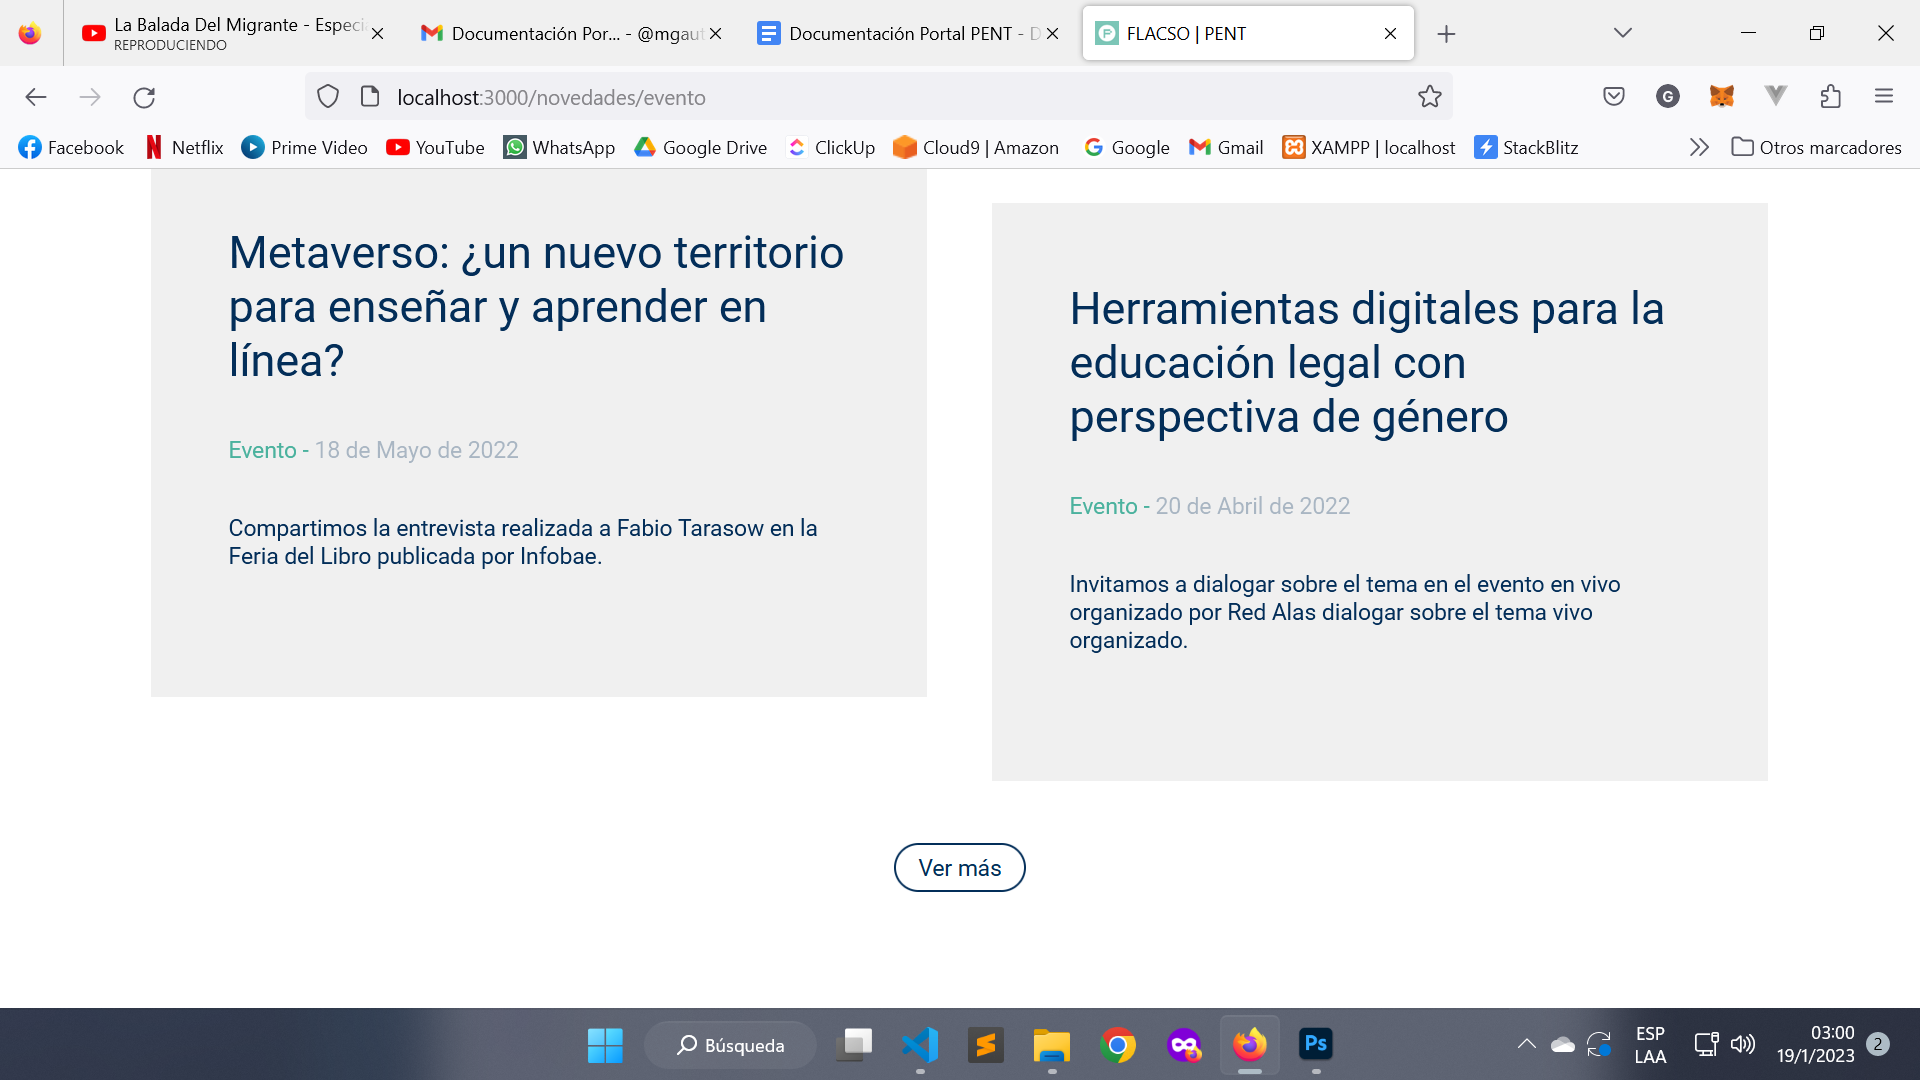 La Balada Del Migrante - Especi
REPRODUCIENDO
Documentación Por... - @mgaut
Documentación Portal PENT - D
FLACSO | PENT
localhost:3000/novedades/evento
G
Facebook
Netflix
Prime Video
YouTube
WhatsApp
Google Drive
ClickUp
Cloud9 | Amazon
Google
Gmail
XAMPP | localhost
StackBlitz
Otros marcadores
Metaverso: ¿un nuevo territorio
para enseñar y aprender en
línea?
Evento - 18 de Mayo de 2022
Compartimos la entrevista realizada a Fabio Tarasow en la
Feria del Libro publicada por Infobae.
Herramientas digitales para la
educación legal con
perspectiva de género
Evento - 20 de Abril de 2022
Invitamos a dialogar sobre el tema en el evento en vivo
organizado por Red Alas dialogar sobre el tema vivo
organizado.
Ver más
Búsqueda
Ps
ESP
LAA
03:00
19/1/2023
2